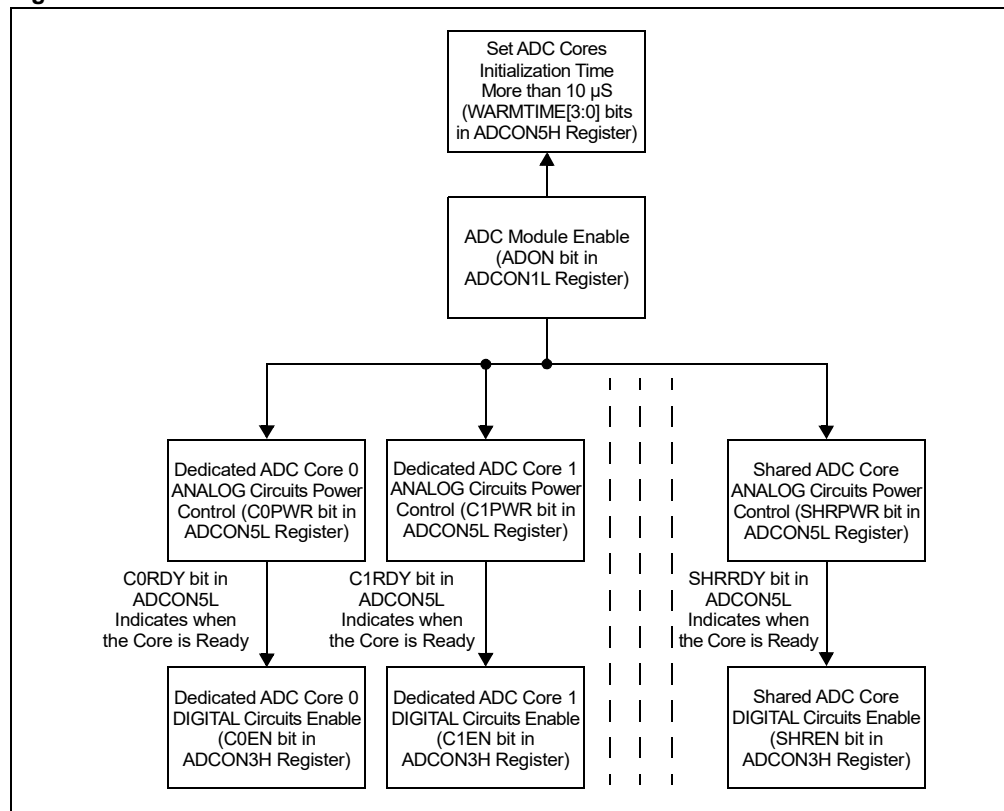 Set ADC Cores
Initialization Time
More than 10 µS
(WARMTIME[3:0] bits
in ADCON5H Register)
ADC Module Enable
(ADON bit in
ADCON1L Register)
Dedicated ADC Core 0
ANALOG Circuits Power
Control (C0PWR bit in
ADCON5L Register)
Dedicated ADC Core 1
ANALOG Circuits Power
Control (C1PWR bit in
ADCON5L Register)
Shared ADC Core
ANALOG Circuits Power
Control (SHRPWR bit in
ADCON5L Register)
C0RDY bit in
ADCON5L
Indicates when
the Core is Ready
C1RDY bit in
ADCON5L
Indicates when
the Core is Ready
SHRRDY bit in
ADCON5L
Indicates when
the Core is Ready
Dedicated ADC Core 0
DIGITAL Circuits Enable
(C0EN bit in
ADCON3H Register)
Dedicated ADC Core 1
DIGITAL Circuits Enable
(C1EN bit in
ADCON3H Register)
Shared ADC Core
DIGITAL Circuits Enable
(SHREN bit in
ADCON3H Register)